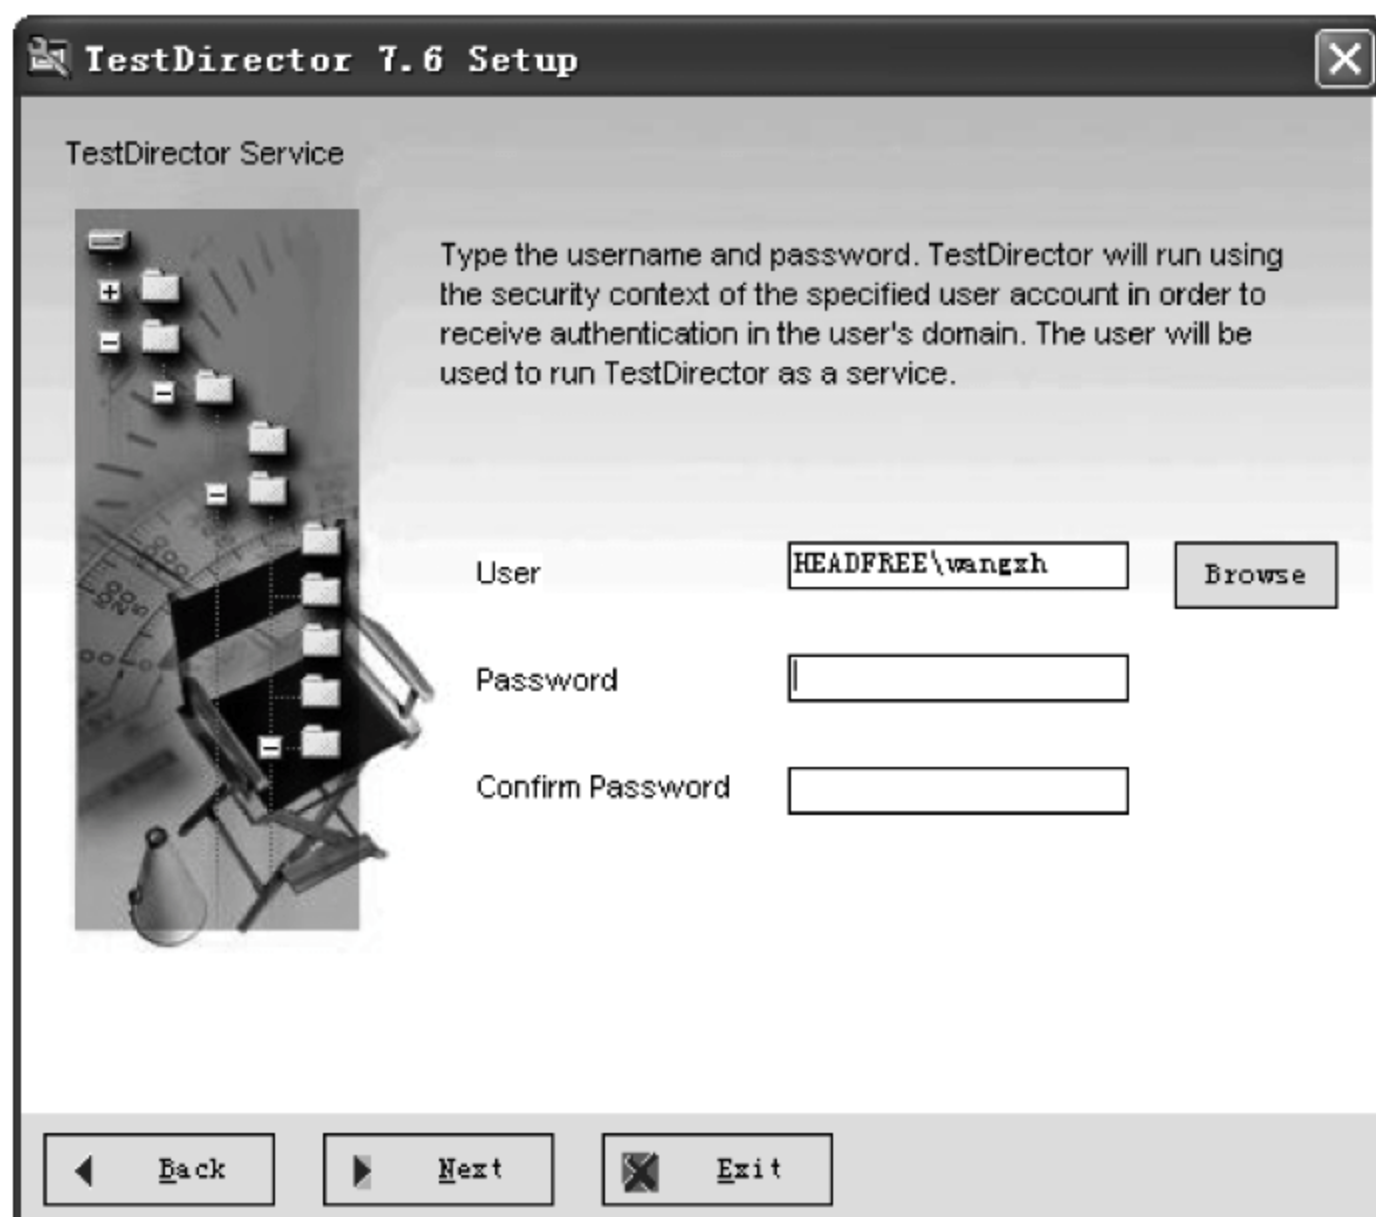 TestDirector 7.6 Setup
TestDirector Service
Type the username and password. TestDirector will run using
the security context of the specified user account in order to
receive authentication in the user's domain. The user will be
used to run TestDirector as a service.
User
HEADFREE\wangxh
Browse
Password
Confirm Password
Back
Next
Exit